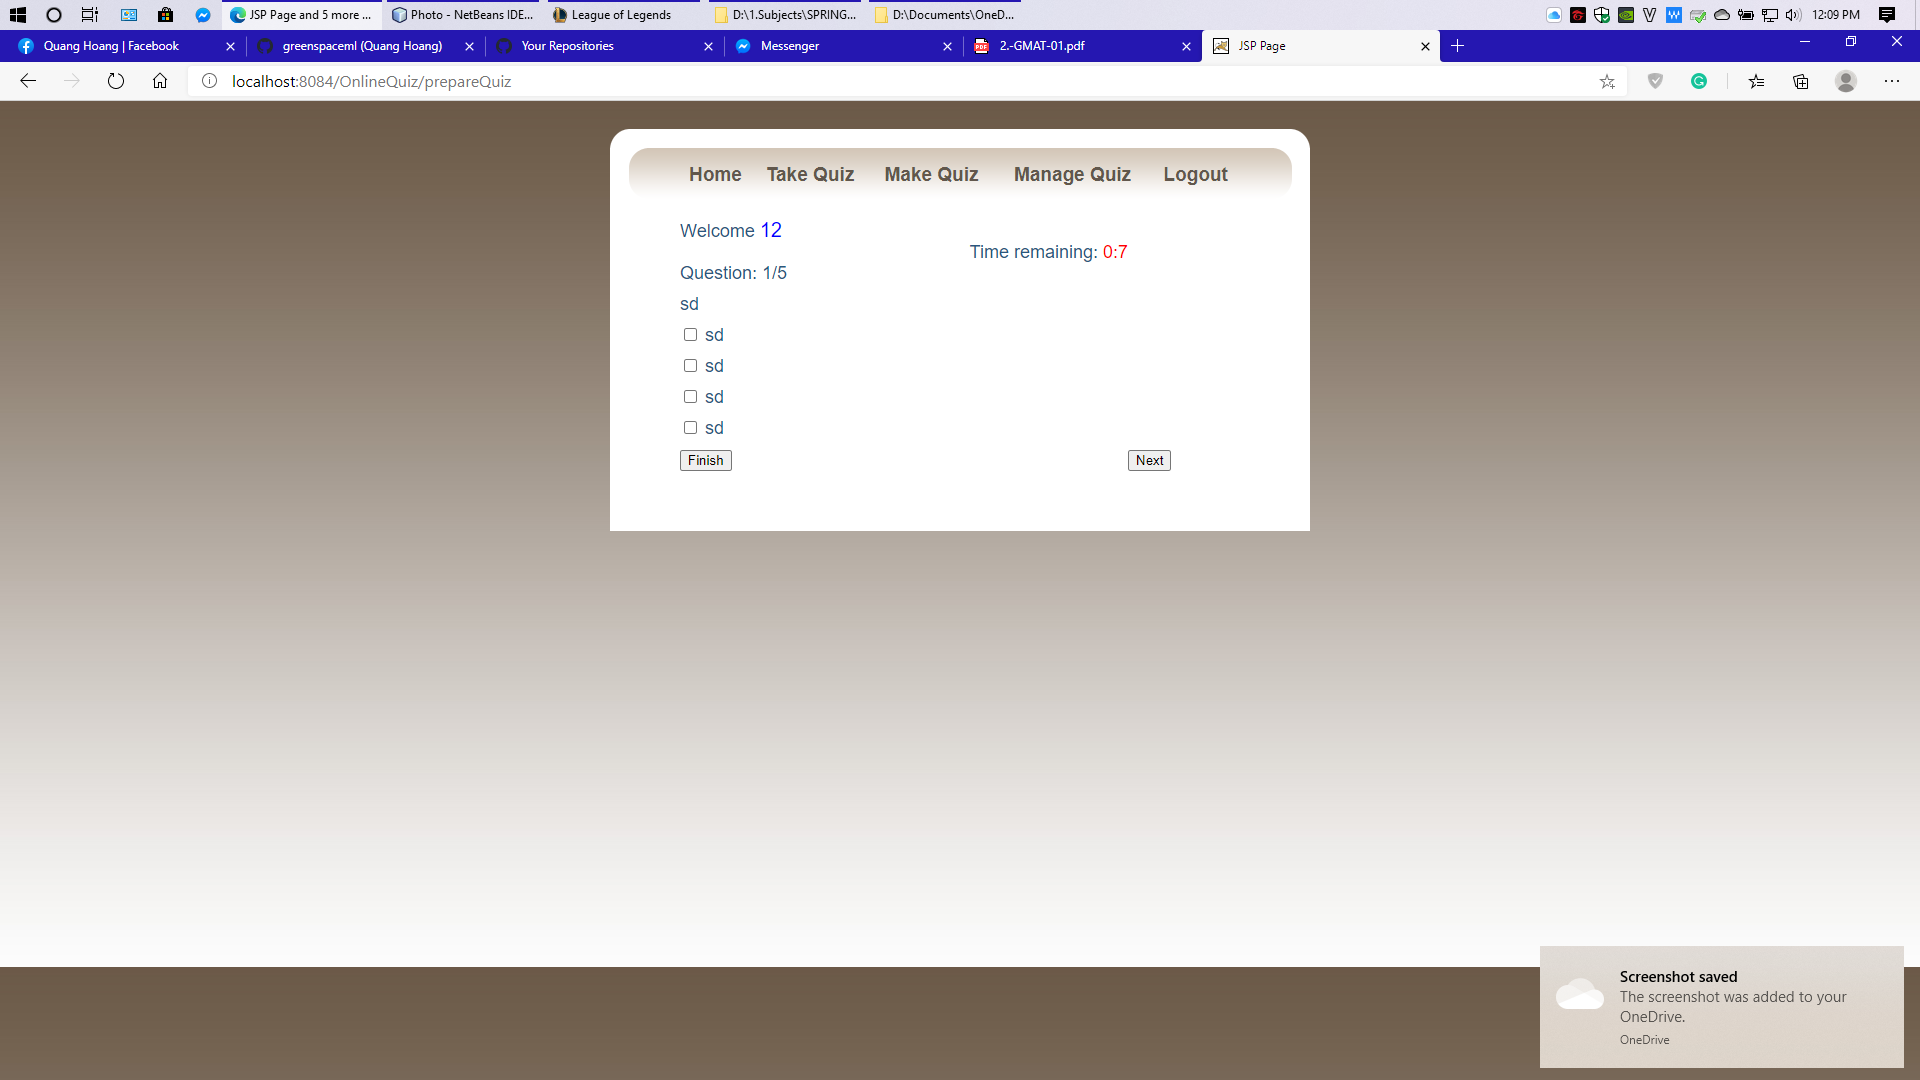 JSP Page and 5 more ...
Photo - NetBeans IDE...
League of Legends
D:\1.Subjects\SPRING...
D:\Documents\OneD...
12:09 PM
Quang Hoang | Facebook
greenspaceml (Quang Hoang)
Your Repositories
Messenger
2.-GMAT-01.pdf
JSP Page
localhost:8084/OnlineQuiz/prepareQuiz
Home Take Quiz Make Quiz Manage Quiz Logout
Welcome 12
Time remaining: 0:7
Question: 1/5
sd
sd
sd
sd
sd
Finish
Next
Screenshot saved
The screenshot was added to your
OneDrive.
OneDrive